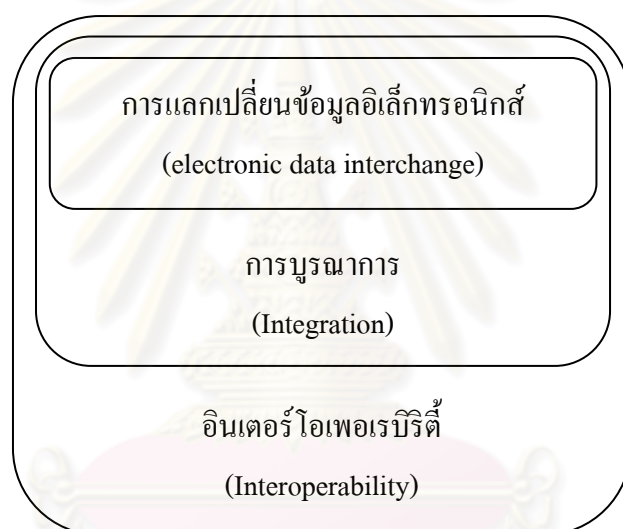 การแลกเปลี่ยนข้อมูลอิเล็กทรอนิกส์
(electronic data interchange)
การบูรณาการ
(Integration)
อินเตอร์โอเพอเรบิริตี้
(Interoperability)